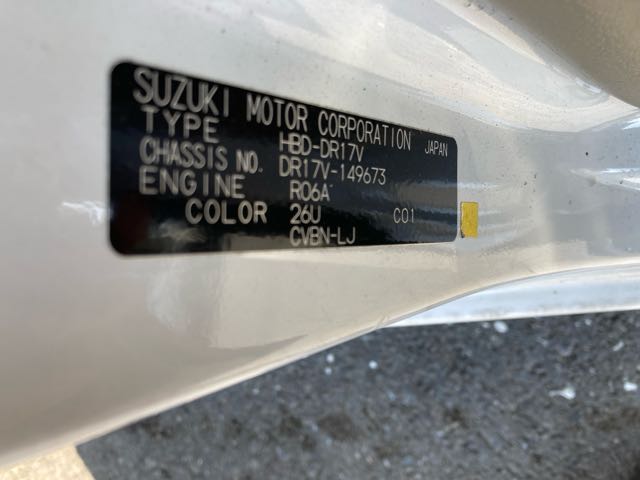 SUZUKI MOTOR CORPORATION JAPAN
TYPE HBD-DR17V
CHASSIS NO. DR17V-149673
ENGINE R06A
COLOR 26U C01
CVBN-LJ